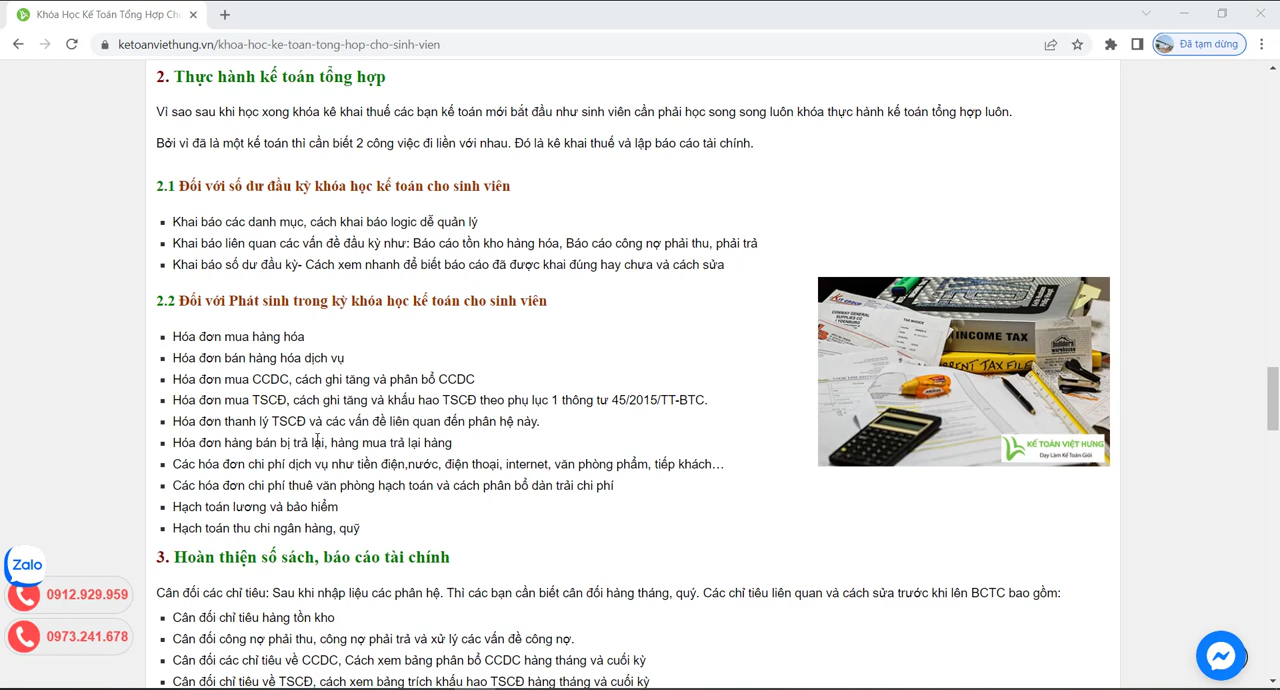 Khóa Học Kế Toán Tổng Hợp Ch
ketoanviethung.vn/khoa-hoc-ke-toan-tong-hop-cho-sinh-vien
Đã tạm dừng
2. Thực hành kế toán tổng hợp
Vì sao sau khi học xong khóa kê khai thuế các bạn kế toán mới bắt đầu như sinh viên cần phải học song song luôn khóa thực hành kế toán tổng hợp luôn.
Bởi vì đã là một kế toán thì cần biết 2 công việc đi liền với nhau. Đó là kê khai thuế và lập báo cáo tài chính.
2.1 Đối với số dư đầu kỳ khóa học kế toán cho sinh viên
▪ Khai báo các danh mục, cách khai báo logic dễ quản lý
▪ Khai báo liên quan các vấn đề đầu kỳ như: Báo cáo tồn kho hàng hóa, Báo cáo công nợ phải thu, phải trả
▪ Khai báo số dư đầu kỳ- Cách xem nhanh để biết báo cáo đã được khai đúng hay chưa và cách sửa
2.2 Đối với Phát sinh trong kỳ khóa học kế toán cho sinh viên
▪ Hóa đơn mua hàng hóa
▪ Hóa đơn bán hàng hóa dịch vụ
▪ Hóa đơn mua CCDC, cách ghi tăng và phân bổ CCDC
▪ Hóa đơn mua TSCĐ, cách ghi tăng và khấu hao TSCĐ theo phụ lục 1 thông tư 45/2015/TT-BTC.
▪ Hóa đơn thanh lý TSCĐ và các vấn đề liên quan đến phân hệ này.
▪ Hóa đơn hàng bán bị trả lại, hàng mua trả lại hàng
▪ Các hóa đơn chi phí dịch vụ như tiền điện,nước, điện thoại, internet, văn phòng phẩm, tiếp khách…
▪ Các hóa đơn chi phí thuê văn phòng hạch toán và cách phân bổ dàn trải chi phí
▪ Hạch toán lương và bảo hiểm
▪ Hạch toán thu chi ngân hàng, quỹ
TAX INVOICE
INCOME TAX
CURRENT TAX FILE
KẾ TOÁN VIỆT HƯNG
Dạy Làm Kế Toán Giỏi
3. Hoàn thiện sổ sách, báo cáo tài chính
Cân đối các chỉ tiêu: Sau khi nhập liệu các phân hệ. Thì các bạn cần biết cân đối hàng tháng, quý. Các chỉ tiêu liên quan và cách sửa trước khi lên BCTC bao gồm:
▪ Cân đối chỉ tiêu hàng tồn kho
▪ Cân đối công nợ phải thu, công nợ phải trả và xử lý các vấn đề công nợ.
▪ Cân đối các chỉ tiêu về CCDC, Cách xem bảng phân bổ CCDC hàng tháng và cuối kỳ
▪ Cân đối chỉ tiêu về TSCĐ, cách xem bảng trích khấu hao TSCĐ hàng tháng và cuối kỳ
Zalo
0912.929.959
0973.241.678